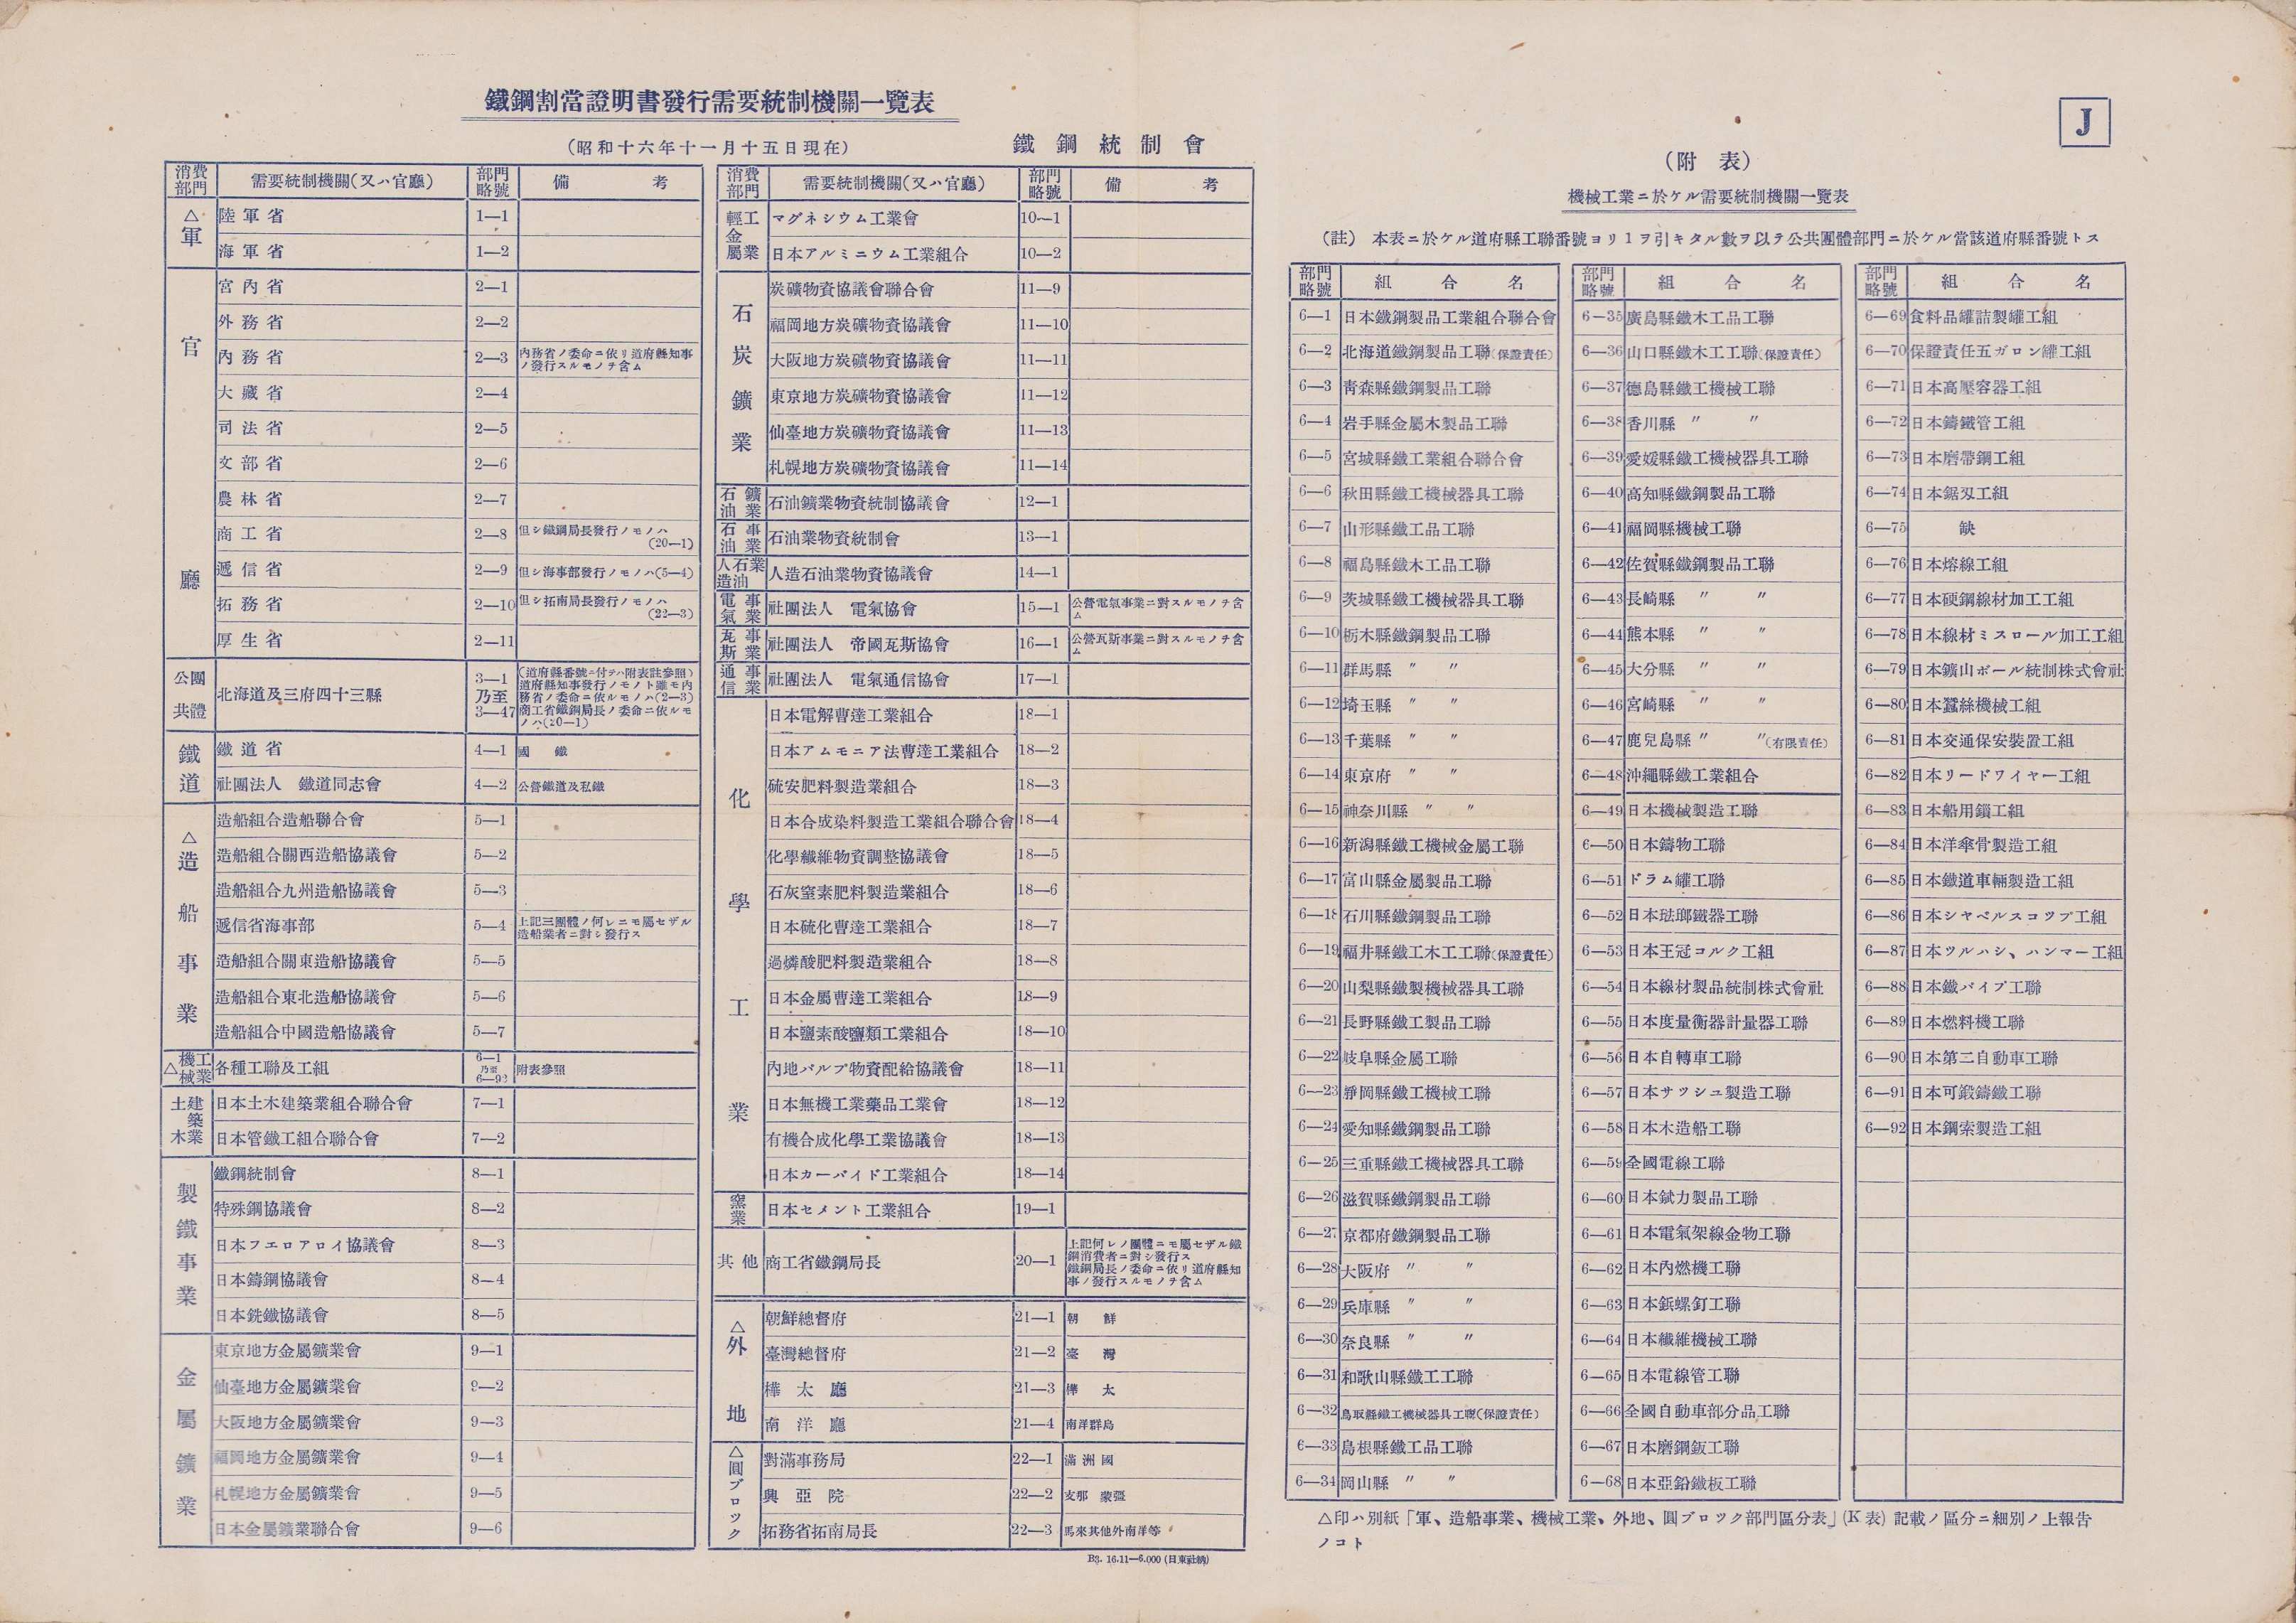 鐵鋼割當證明書發行需要統制機關一覽表
(昭和十六年十一月十五日現在) 鐵鋼統制會
消費部門 需要統制機關(又ハ官廳) 部門略號 備考
△軍
陸軍省 1—1
海軍省 1—2
官廳
宮內省 2—1
外務省 2—2
內務省 2—3 內務省ノ委命ニ依リ道府縣知事
ノ發行スルモノヲ含ム
大藏省 2—4
司法省 2—5
文部省 2—6
農林省 2—7
商工省 2—8 但シ鐵鋼局長發行ノモノハ
(20—1)
遞信省 2—9 但シ海事部發行ノモノハ(5—4)
拓務省 2—10 但シ拓南局長發行ノモノハ
(22—3)
厚生省 2—11
公共團體
北海道及三府四十三縣 3—1乃至3—47
(道府縣番號ニ付テハ附表註參照)
道府縣知事發行ノモノト雖モ內
務省ノ委命ニ依ルモノハ(2—3)
商工省鐵鋼局長ノ委命ニ依ルモ
ノハ(20—1)
鐵道
鐵道省 4—1 國鐵
社團法人 鐵道同志會 4—2 公營鐵道及私鐵
△造船事業
造船組合造船聯合會 5—1
造船組合關西造船協議會 5—2
造船組合九州造船協議會 5—3
遞信省海事部 5—4 上記三團體ノ何レニモ屬セザル
造船業者ニ對シ發行ス
造船組合關東造船協議會 5—5
造船組合東北造船協議會 5—6
造船組合中國造船協議會 5—7
△機械工業
各種工聯及工組 6—1乃至6—92 附表參照
土木建築業
日本土木建築業組合聯合會 7—1
日本管鐵工組合聯合會 7—2
製鐵事業
鐵鋼統制會 8—1
特殊鋼協議會 8—2
日本フエロアロイ協議會 8—3
日本鑄鋼協議會 8—4
日本銑鐵協議會 8—5
金屬鑛業
東京地方金屬鑛業會 9—1
仙臺地方金屬鑛業會 9—2
大阪地方金屬鑛業會 9—3
福岡地方金屬鑛業會 9—4
札幌地方金屬鑛業會 9—5
日本金屬鑛業聯合會 9—6
消費部門 需要統制機關(又ハ官廳) 部門略號 備考
輕金屬工業
マグネシウム工業會 10—1
日本アルミニウム工業組合 10—2
石炭鑛業
炭礦物資協議會聯合會 11—9
福岡地方炭礦物資協議會 11—10
大阪地方炭礦物資協議會 11—11
東京地方炭礦物資協議會 11—12
仙臺地方炭礦物資協議會 11—13
札幌地方炭礦物資協議會 11—14
石油鑛業
石油鑛業物資統制協議會 12—1
石油事業
石油業物資統制會 13—1
人造石油業
人造石油業物資協議會 14—1
電氣事業
社團法人 電氣協會 15—1 公營電氣事業ニ對スルモノヲ含
ム
瓦斯事業
社團法人 帝國瓦斯協會 16—1 公營瓦斯事業ニ對スルモノヲ含
ム
通信事業
社團法人 電氣通信協會 17—1
化學工業
日本電解曹達工業組合 18—1
日本アムモニア法曹達工業組合 18—2
硫安肥料製造業組合 18—3
日本合成染料製造工業組合聯合會 18—4
化學纖維物資調整協議會 18—5
石灰窒素肥料製造業組合 18—6
日本硫化曹達工業組合 18—7
過燐酸肥料製造業組合 18—8
日本金屬曹達工業組合 18—9
日本鹽素酸鹽類工業組合 18—10
內地パルプ物資配給協議會 18—11
日本無機工業藥品工業會 18—12
有機合成化學工業協議會 18—13
日本カーバイド工業組合 18—14
窯業
日本セメント工業組合 19—1
其他
商工省鐵鋼局長 20—1
上記何レノ團體ニモ屬セザル鐵
鋼消費者ニ對シ發行ス
鐵鋼局長ノ委命ニ依リ道府縣知
事ノ發行スルモノヲ含ム
△外地
朝鮮總督府 21—1 朝鮮
臺灣總督府 21—2 臺灣
樺太廳 21—3 樺太
南洋廳 21—4 南洋群島
△圓ブロツク
對滿事務局 22—1 滿洲國
興亞院 22—2 支那 蒙疆
拓務省拓南局長 22—3 馬來其他外南洋等
B3. 16.11—6.000 (日東社納)
J
(附表)
機械工業ニ於ケル需要統制機關一覽表
(註) 本表ニ於ケル道府縣工聯番號ヨリ1ヲ引キタル數ヲ以テ公共團體部門ニ於ケル當該道府縣番號トス
部門略號 組合名
6—1 日本鐵鋼製品工業組合聯合會
6—2 北海道鐵鋼製品工聯(保證責任)
6—3 靑森縣鐵鋼製品工聯
6—4 岩手縣金屬木製品工聯
6—5 宮城縣鐵工業組合聯合會
6—6 秋田縣鐵工機械器具工聯
6—7 山形縣鐵工品工聯
6—8 福島縣鐵木工品工聯
6—9 茨城縣鐵工機械器具工聯
6—10 栃木縣鐵鋼製品工聯
6—11 群馬縣 〃 〃
6—12 埼玉縣 〃 〃
6—13 千葉縣 〃 〃
6—14 東京府 〃 〃
6—15 神奈川縣 〃 〃
6—16 新潟縣鐵工機械金屬工聯
6—17 富山縣金屬製品工聯
6—18 石川縣鐵鋼製品工聯
6—19 福井縣鐵工木工工聯(保證責任)
6—20 山梨縣鐵製機械器具工聯
6—21 長野縣鐵工製品工聯
6—22 岐阜縣金屬工聯
6—23 靜岡縣鐵工機械工聯
6—24 愛知縣鐵鋼製品工聯
6—25 三重縣鐵工機械器具工聯
6—26 滋賀縣鐵鋼製品工聯
6—27 京都府鐵鋼製品工聯
6—28 大阪府 〃 〃
6—29 兵庫縣 〃 〃
6—30 奈良縣 〃 〃
6—31 和歌山縣鐵工工聯
6—32 鳥取縣鐵工機械器具工聯(保證責任)
6—33 島根縣鐵工品工聯
6—34 岡山縣 〃 〃
部門略號 組合名
6—35 廣島縣鐵木工品工聯
6—36 山口縣鐵木工工聯(保證責任)
6—37 德島縣鐵工機械工聯
6—38 香川縣 〃 〃
6—39 愛媛縣鐵工機械器具工聯
6—40 高知縣鐵鋼製品工聯
6—41 福岡縣機械工聯
6—42 佐賀縣鐵鋼製品工聯
6—43 長崎縣 〃 〃
6—44 熊本縣 〃 〃
6—45 大分縣 〃 〃
6—46 宮崎縣 〃 〃
6—47 鹿兒島縣 〃 〃(有限責任)
6—48 沖繩縣鐵工業組合
6—49 日本機械製造工聯
6—50 日本鑄物工聯
6—51 ドラム罐工聯
6—52 日本琺瑯鐵器工聯
6—53 日本王冠コルク工組
6—54 日本線材製品統制株式會社
6—55 日本度量衡器計量器工聯
6—56 日本自轉車工聯
6—57 日本サツシュ製造工聯
6—58 日本木造船工聯
6—59 全國電線工聯
6—60 日本錻力製品工聯
6—61 日本電氣架線金物工聯
6—62 日本內燃機工聯
6—63 日本鋲螺釘工聯
6—64 日本纎維機械工聯
6—65 日本電線管工聯
6—66 全國自動車部分品工聯
6—67 日本磨鋼鈑工聯
6—68 日本亞鉛鐵板工聯
部門略號 組合名
6—69 食料品罐詰製罐工組
6—70 保證責任五ガロン罐工組
6—71 日本高壓容器工組
6—72 日本鑄鐵管工組
6—73 日本磨帶鋼工組
6—74 日本鋸刄工組
6—75 缺
6—76 日本熔線工組
6—77 日本硬鋼線材加工工組
6—78 日本線材ミスロール加工工組
6—79 日本鑛山ボール統制株式會社
6—80 日本蠶絲機械工組
6—81 日本交通保安裝置工組
6—82 日本リードワイヤー工組
6—83 日本船用鎖工組
6—84 日本洋傘骨製造工組
6—85 日本鐵道車輛製造工組
6—86 日本シヤベルスコツプ工組
6—87 日本ツルハシ、ハンマー工組
6—88 日本鐵パイプ工聯
6—89 日本燃料機工聯
6—90 日本第二自動車工聯
6—91 日本可鍛鑄鐵工聯
6—92 日本鋼索製造工組
△印ハ別紙「軍、造船事業、機械工業、外地、圓ブロツク部門區分表」(K表) 記載ノ區分ニ細別ノ上報告
ノコト